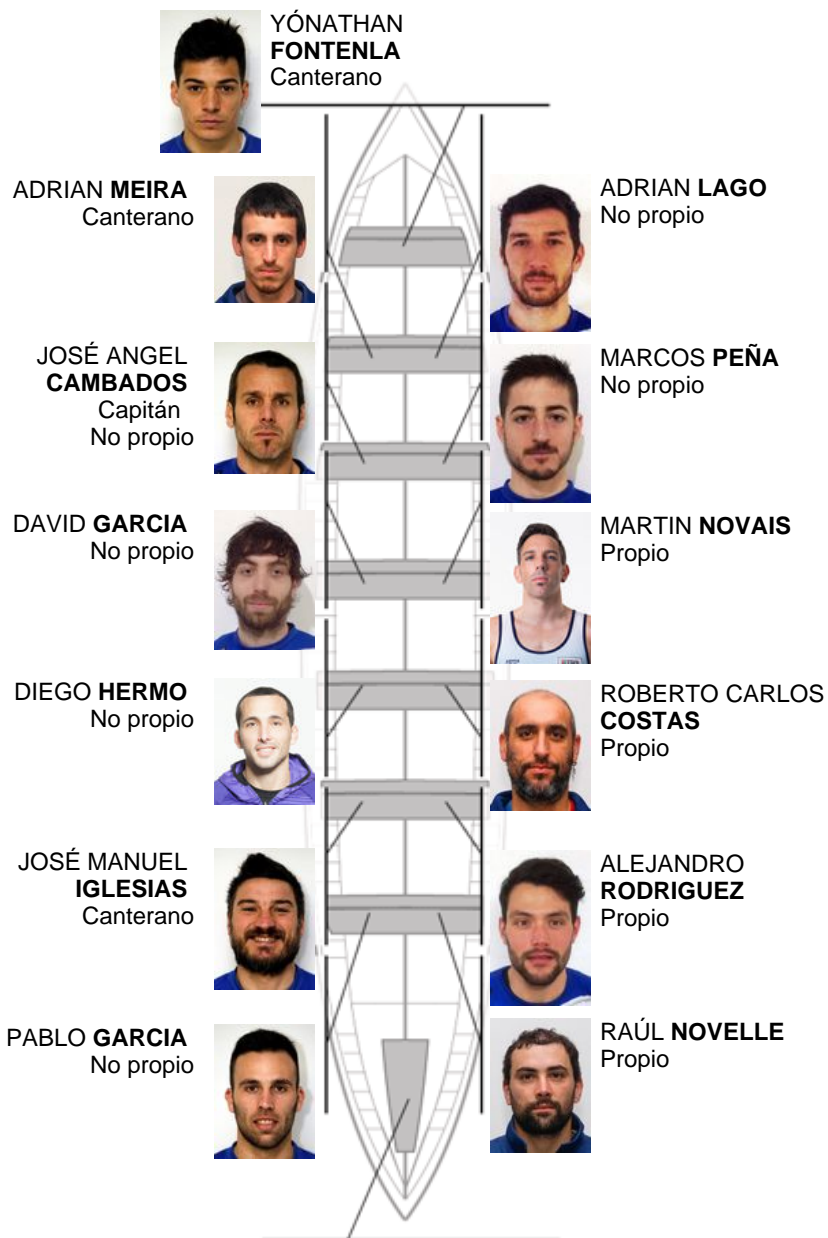 YÓNATHAN
FONTENLA
Canterano
ADRIAN MEIRA
Canterano
ADRIAN LAGO
No propio
JOSÉ ANGEL
CAMBADOS
Capitán
No propio
MARCOS PEÑA
No propio
DAVID GARCIA
No propio
MARTIN NOVAIS
Propio
DIEGO HERMO
No propio
ROBERTO CARLOS
COSTAS
Propio
JOSÉ MANUEL
IGLESIAS
Canterano
ALEJANDRO
RODRIGUEZ
Propio
PABLO GARCIA
No propio
RAÚL NOVELLE
Propio